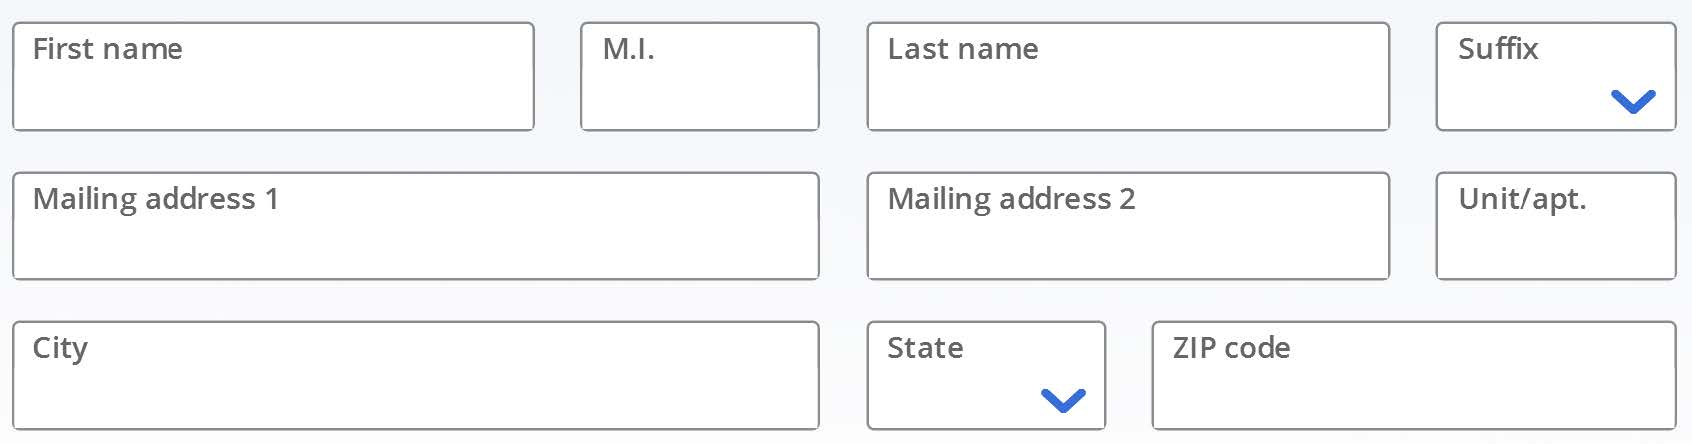 First name M.I. Last name Suffix
Mailing address 1 Mailing address 2 Unit/apt.
City State ZIP code